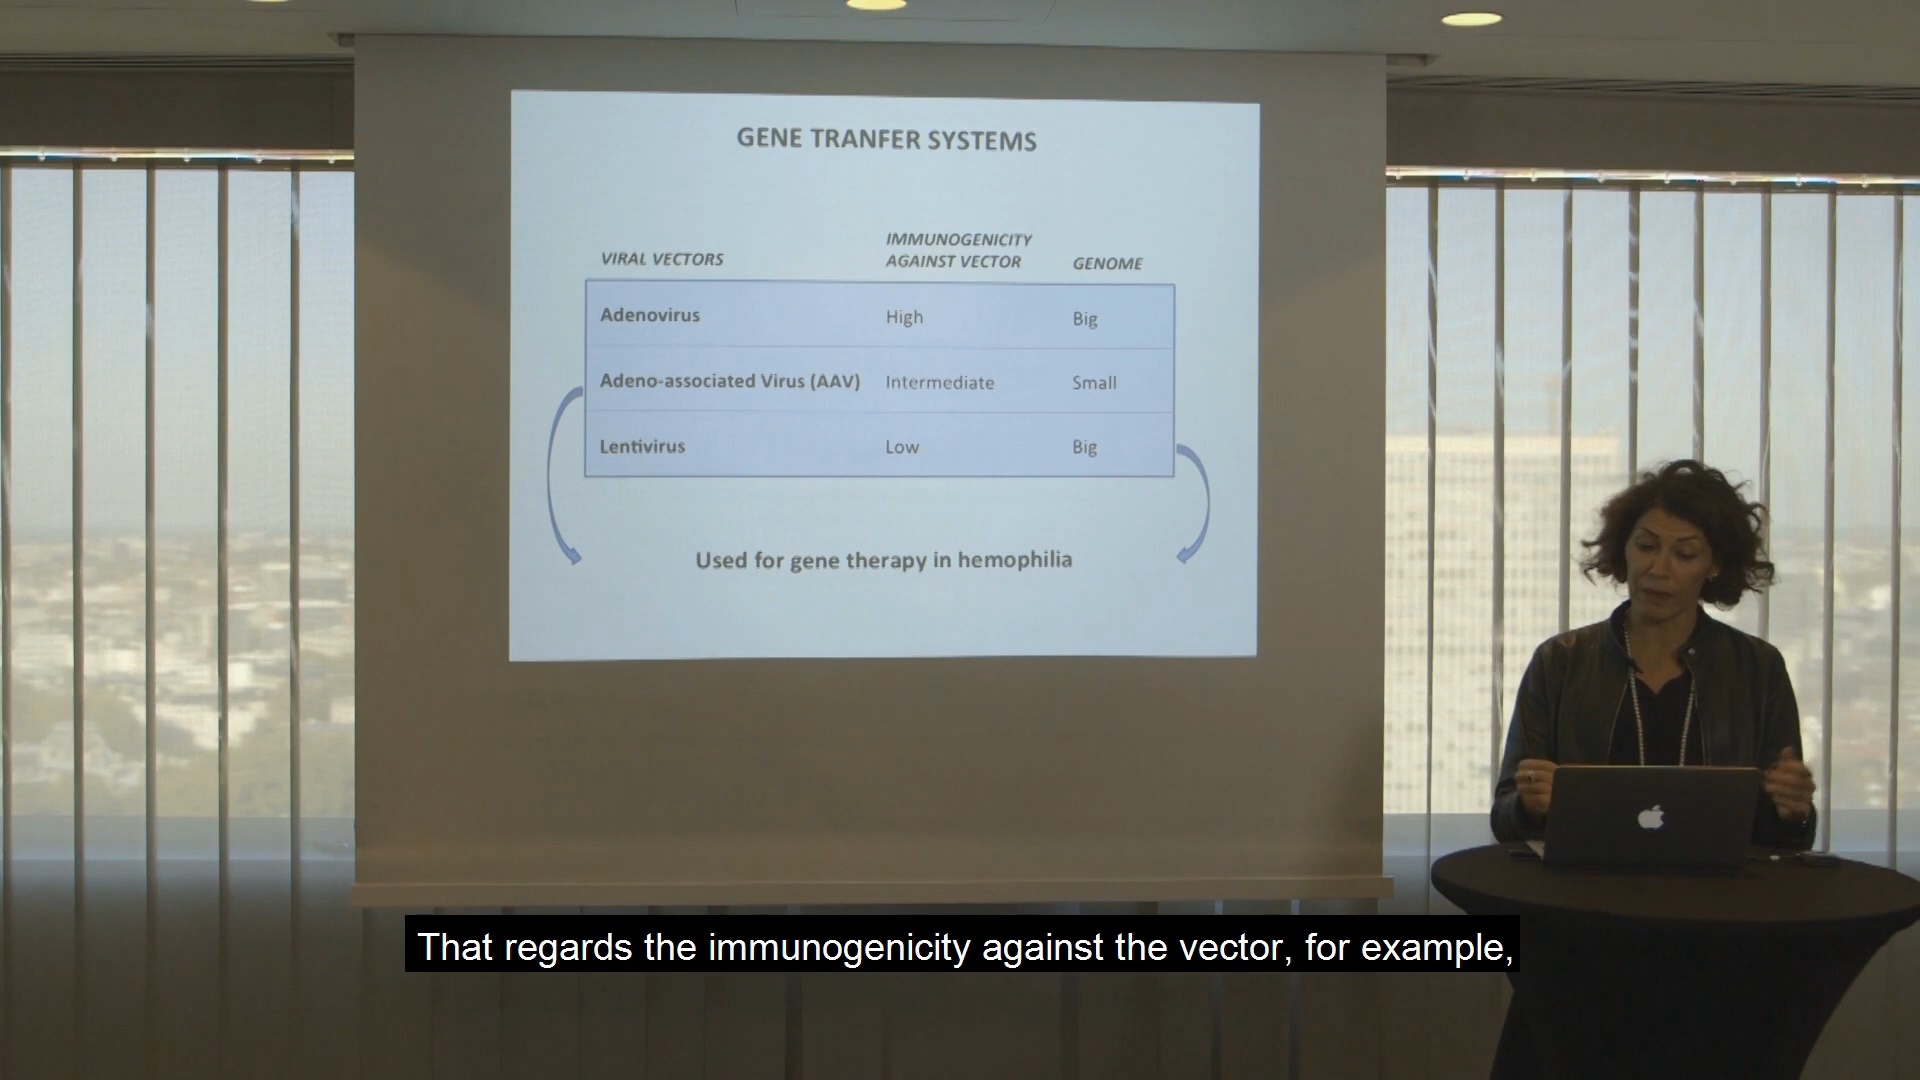 GENE TRANFER SYSTEMS
VIRAL VECTORS IMMUNOGENICITY AGAINST VECTOR GENOME
Adenovirus High Big
Adeno-associated Virus (AAV) Intermediate Small
Lentivirus Low Big
Used for gene therapy in hemophilia
That regards the immunogenicity against the vector, for example,